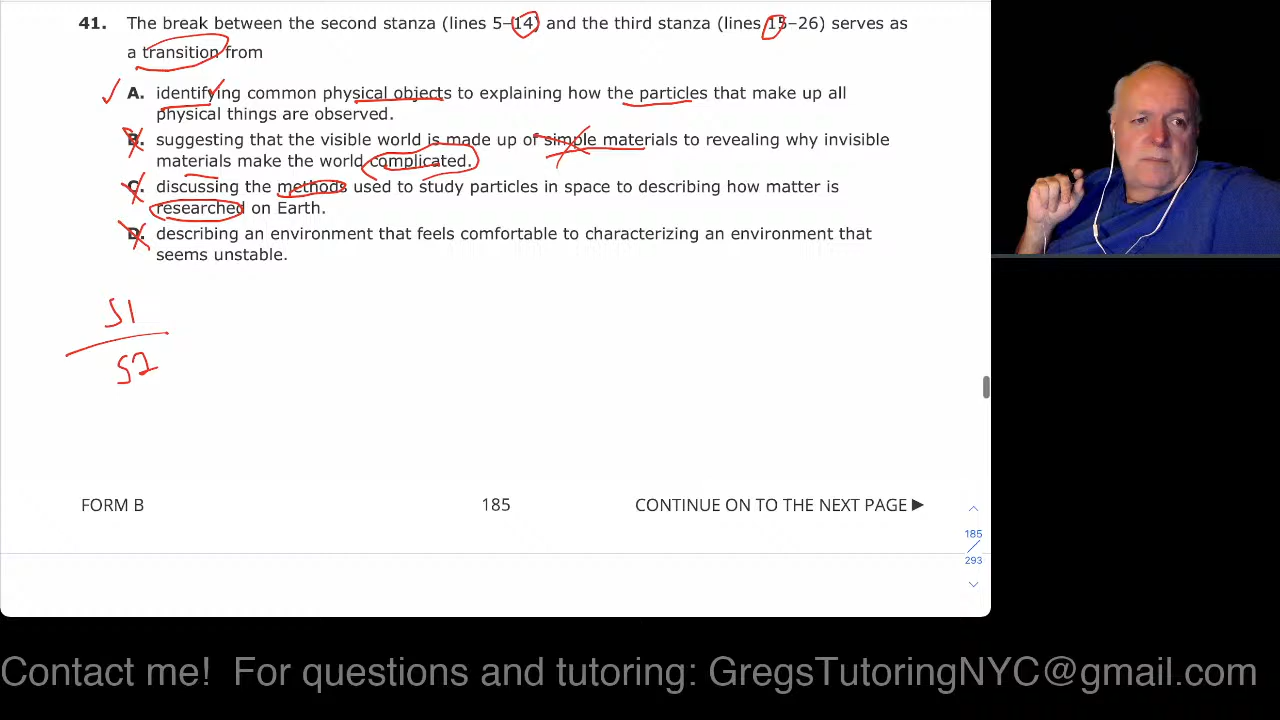 41. The break between the second stanza (lines 5–14) and the third stanza (lines 15–26) serves as
a transition from
A. identifying common physical objects to explaining how the particles that make up all
physical things are observed.
B. suggesting that the visible world is made up of simple materials to revealing why invisible
materials make the world complicated.
C. discussing the methods used to study particles in space to describing how matter is
researched on Earth.
D. describing an environment that feels comfortable to characterizing an environment that
seems unstable.
S1
S2
FORM B 185 CONTINUE ON TO THE NEXT PAGE ▶
185
293
Contact me! For questions and tutoring: GregsTutoringNYC@gmail.com